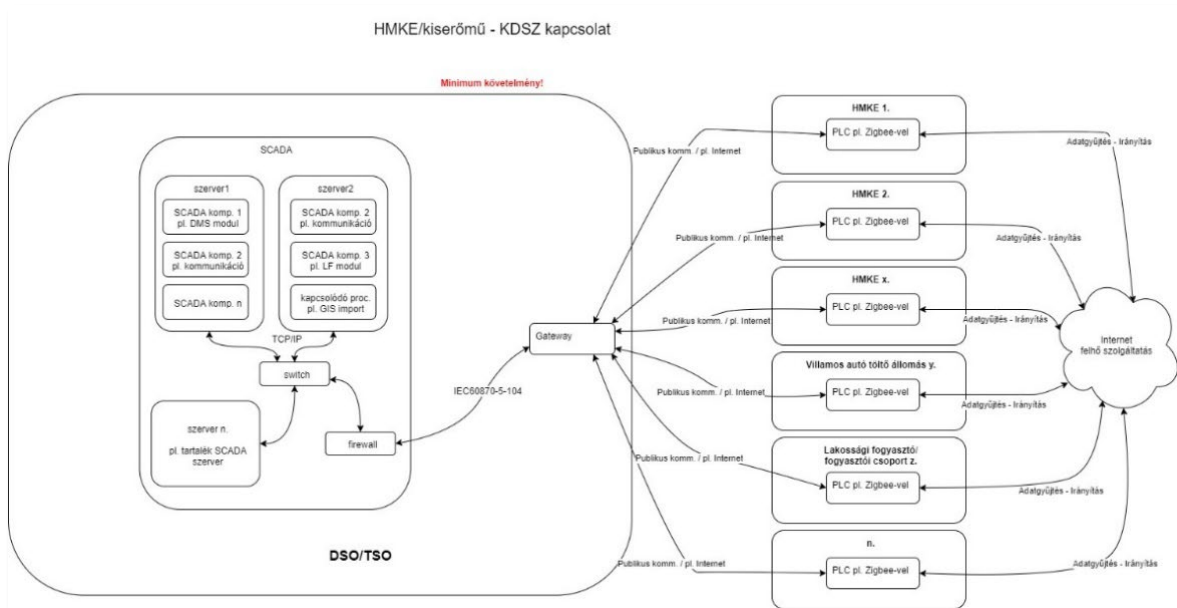 HMKE/kiserőmű - KDSZ kapcsolat
Minimum követelmény!
SCADA
szerver1
SCADA komp. 1
pl. DMS modul
SCADA komp. 2
pl. kommunikáció
SCADA komp. n
szerver2
SCADA komp. 2
pl. kommunikáció
SCADA komp. 3
pl. LF modul
kapcsolódó proc.
pl. GIS import
TCP/IP
switch
szerver n.
pl. tartalék SCADA
szerver
firewall
IEC60870-5-104
Gateway
DSO/TSO
Publikus komm. / pl. Internet
HMKE 1.
PLC pl. Zigbee-vel
Adatgyűjtés - Irányítás
Publikus komm. / pl. Internet
HMKE 2.
PLC pl. Zigbee-vel
Adatgyűjtés - Irányítás
Publikus komm. / pl. Internet
HMKE x.
PLC pl. Zigbee-vel
Adatgyűjtés - Irányítás
Publikus komm. / pl. Internet
Villamos autó töltő állomás y.
PLC pl. Zigbee-vel
Adatgyűjtés - Irányítás
Publikus komm. / pl. Internet
Lakossági fogyasztó/
fogyasztói csoport z.
PLC pl. Zigbee-vel
Adatgyűjtés - Irányítás
Publikus komm. / pl. Internet
n.
PLC pl. Zigbee-vel
Adatgyűjtés - Irányítás
Internet
felhő szolgáltatás